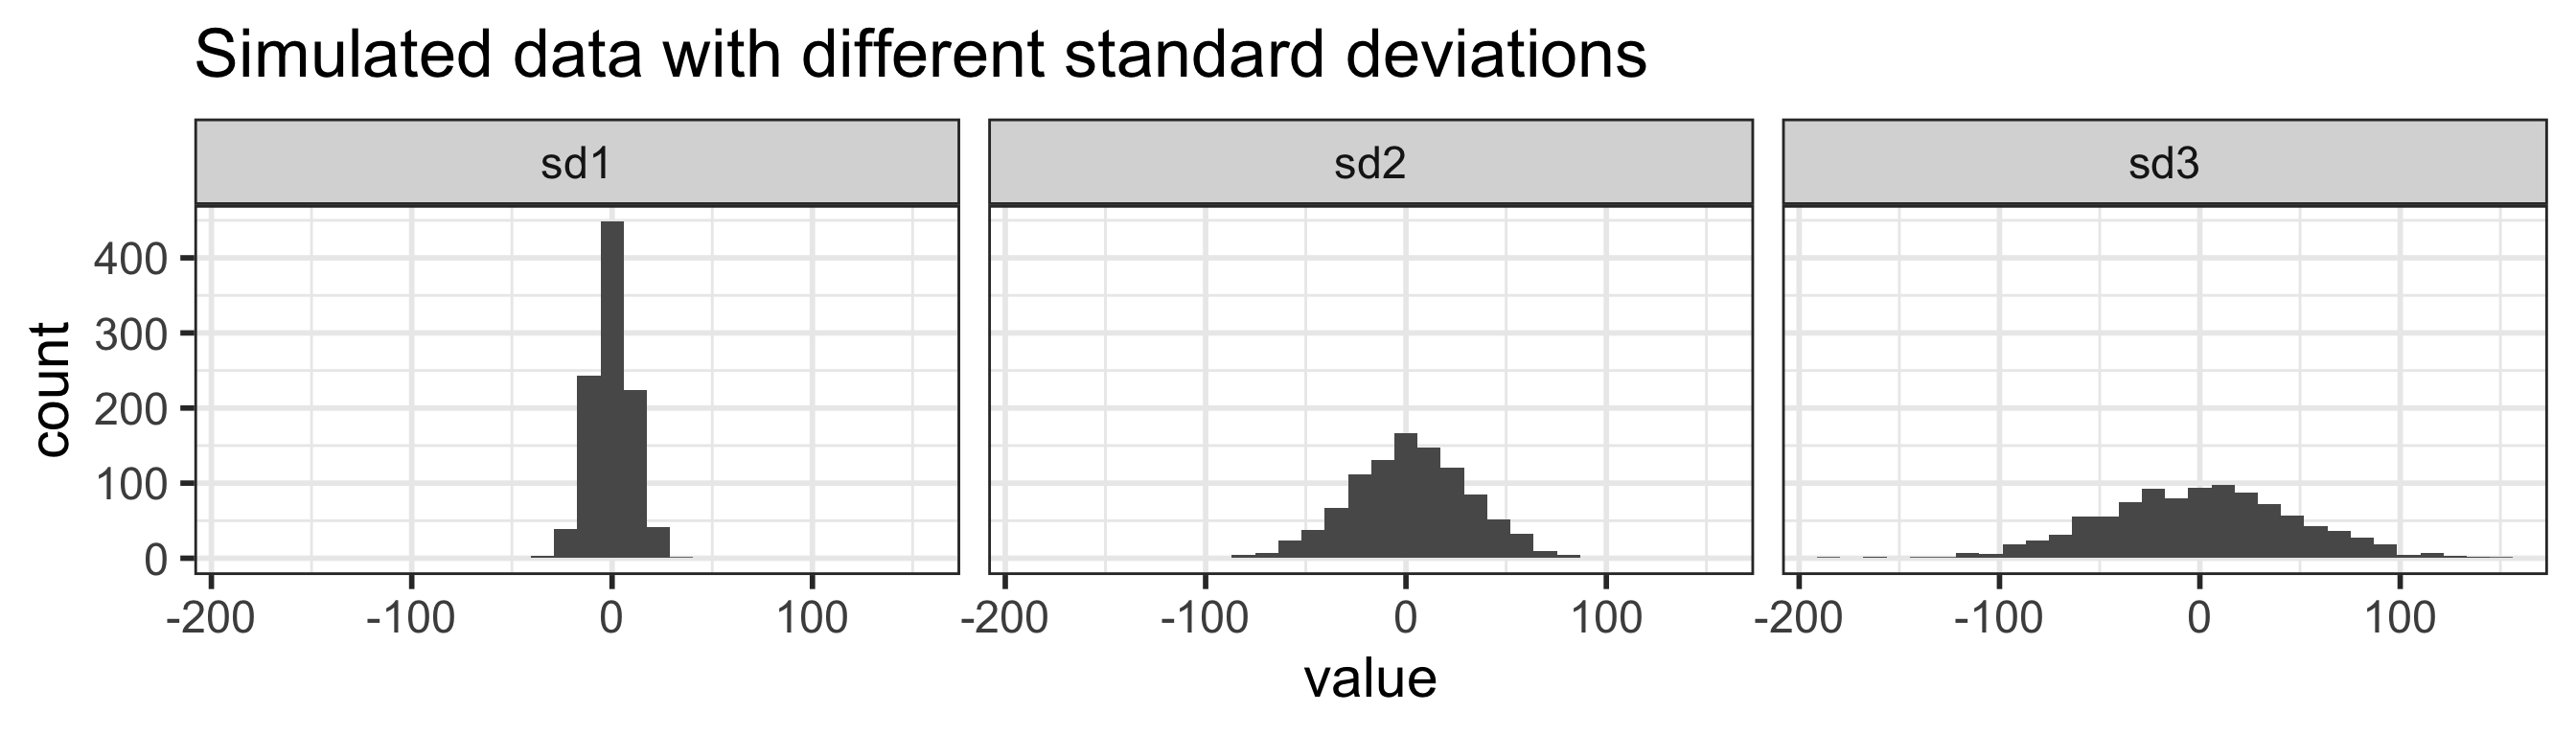 Simulated data with different standard deviations
sd1 sd2 sd3
count
400
300
200
100
0
-200 -100 0 100 -200 -100 0 100 -200 -100 0 100
value